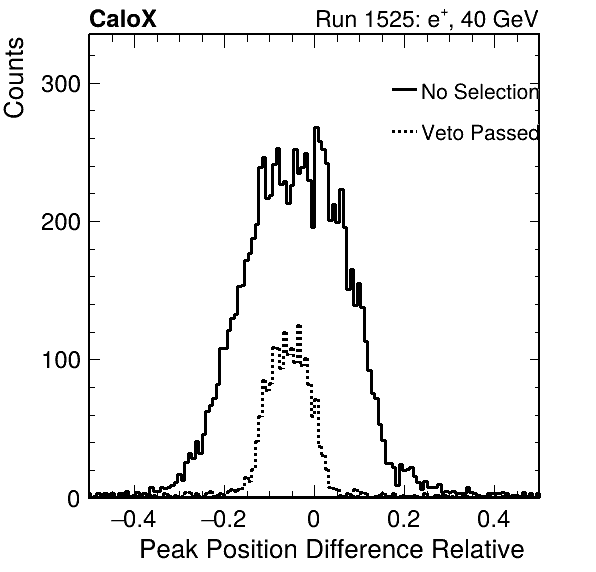 CaloX Run 1525: e⁺, 40 GeV
Counts
No Selection
Veto Passed
300
200
100
0
−0.4 −0.2 0 0.2 0.4
Peak Position Difference Relative